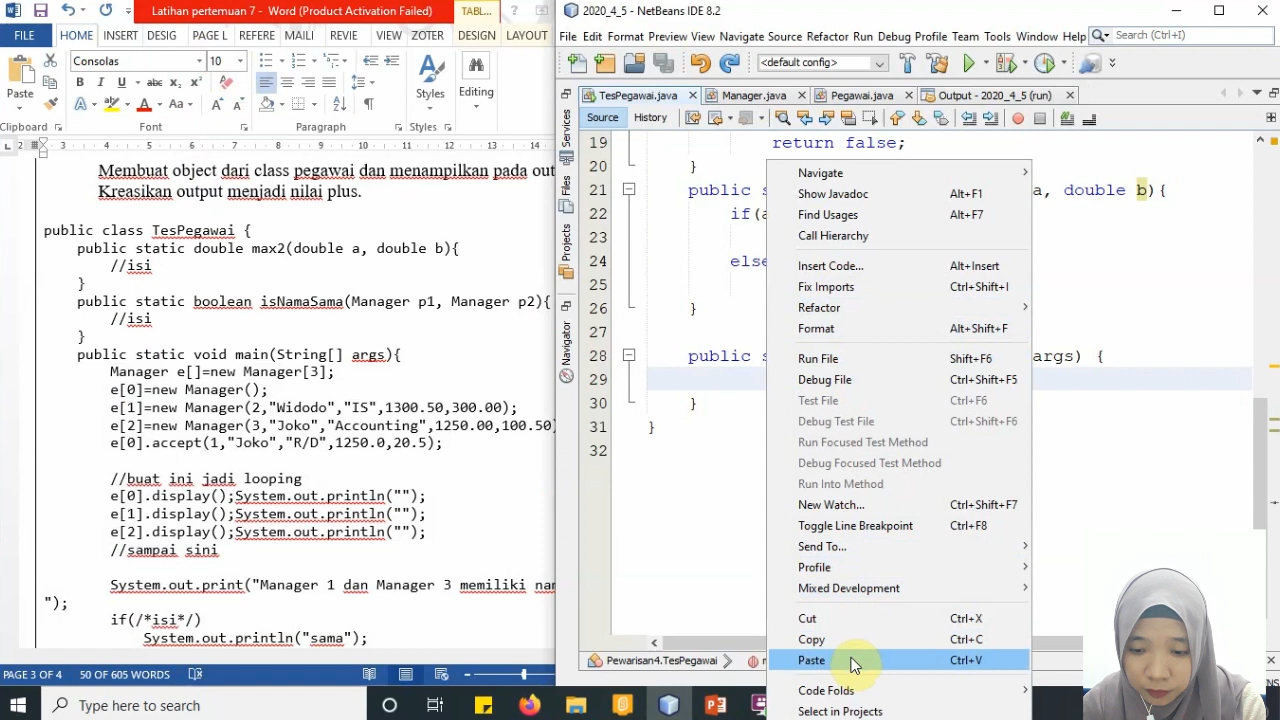 Latihan pertemuan 7 - Word (Product Activation Failed)
TABL...
?
FILE
HOME
INSERT
DESIG
PAGE L
REFERE
MAILI
REVIE
VIEW
ZOTER
DESIGN
LAYOUT
Paste
Consolas
10
B I U abc x₂ x²
Styles
Editing
Clipboard
Font
Paragraph
Styles
Membuat object dari class pegawai dan menampilkan pada out
Kreasikan output menjadi nilai plus.
public class TesPegawai {
public static double max2(double a, double b){
//isi
}
public static boolean isNamaSama(Manager p1, Manager p2){
//isi
}
public static void main(String[] args){
Manager e[]=new Manager[3];
e[0]=new Manager();
e[1]=new Manager(2,"Widodo","IS",1300.50,300.00);
e[2]=new Manager(3,"Joko","Accounting",1250.00,100.50)
e[0].accept(1,"Joko","R/D",1250.0,20.5);
//buat ini jadi looping
e[0].display();System.out.println("");
e[1].display();System.out.println("");
e[2].display();System.out.println("");
//sampai sini
System.out.print("Manager 1 dan Manager 3 memiliki nam
");
if(/*isi*/)
System.out.println("sama");
PAGE 3 OF 4
50 OF 605 WORDS
2020_4_5 - NetBeans IDE 8.2
File Edit Format Preview View Navigate Source Refactor Run Debug Profile Team Tools Window Help
Search (Ctrl+I)
<default config>
TesPegawai.java
Manager.java
Pegawai.java
Output - 2020_4_5 (run)
Source
History
Services
Files
Projects
Navigator
19 return false;
20 }
21 public s a, double b){
22 if(a
23
24 else
25
26 }
27
28 public s args) {
29
30 }
31 }
32
Navigate
Show Javadoc Alt+F1
Find Usages Alt+F7
Call Hierarchy
Insert Code... Alt+Insert
Fix Imports Ctrl+Shift+I
Refactor
Format Alt+Shift+F
Run File Shift+F6
Debug File Ctrl+Shift+F5
Test File Ctrl+F6
Debug Test File Ctrl+Shift+F6
Run Focused Test Method
Debug Focused Test Method
Run Into Method
New Watch... Ctrl+Shift+F7
Toggle Line Breakpoint Ctrl+F8
Send To...
Profile
Mixed Development
Cut Ctrl+X
Copy Ctrl+C
Paste Ctrl+V
Code Folds
Select in Projects
Pewarisan4.TesPegawai
Type here to search